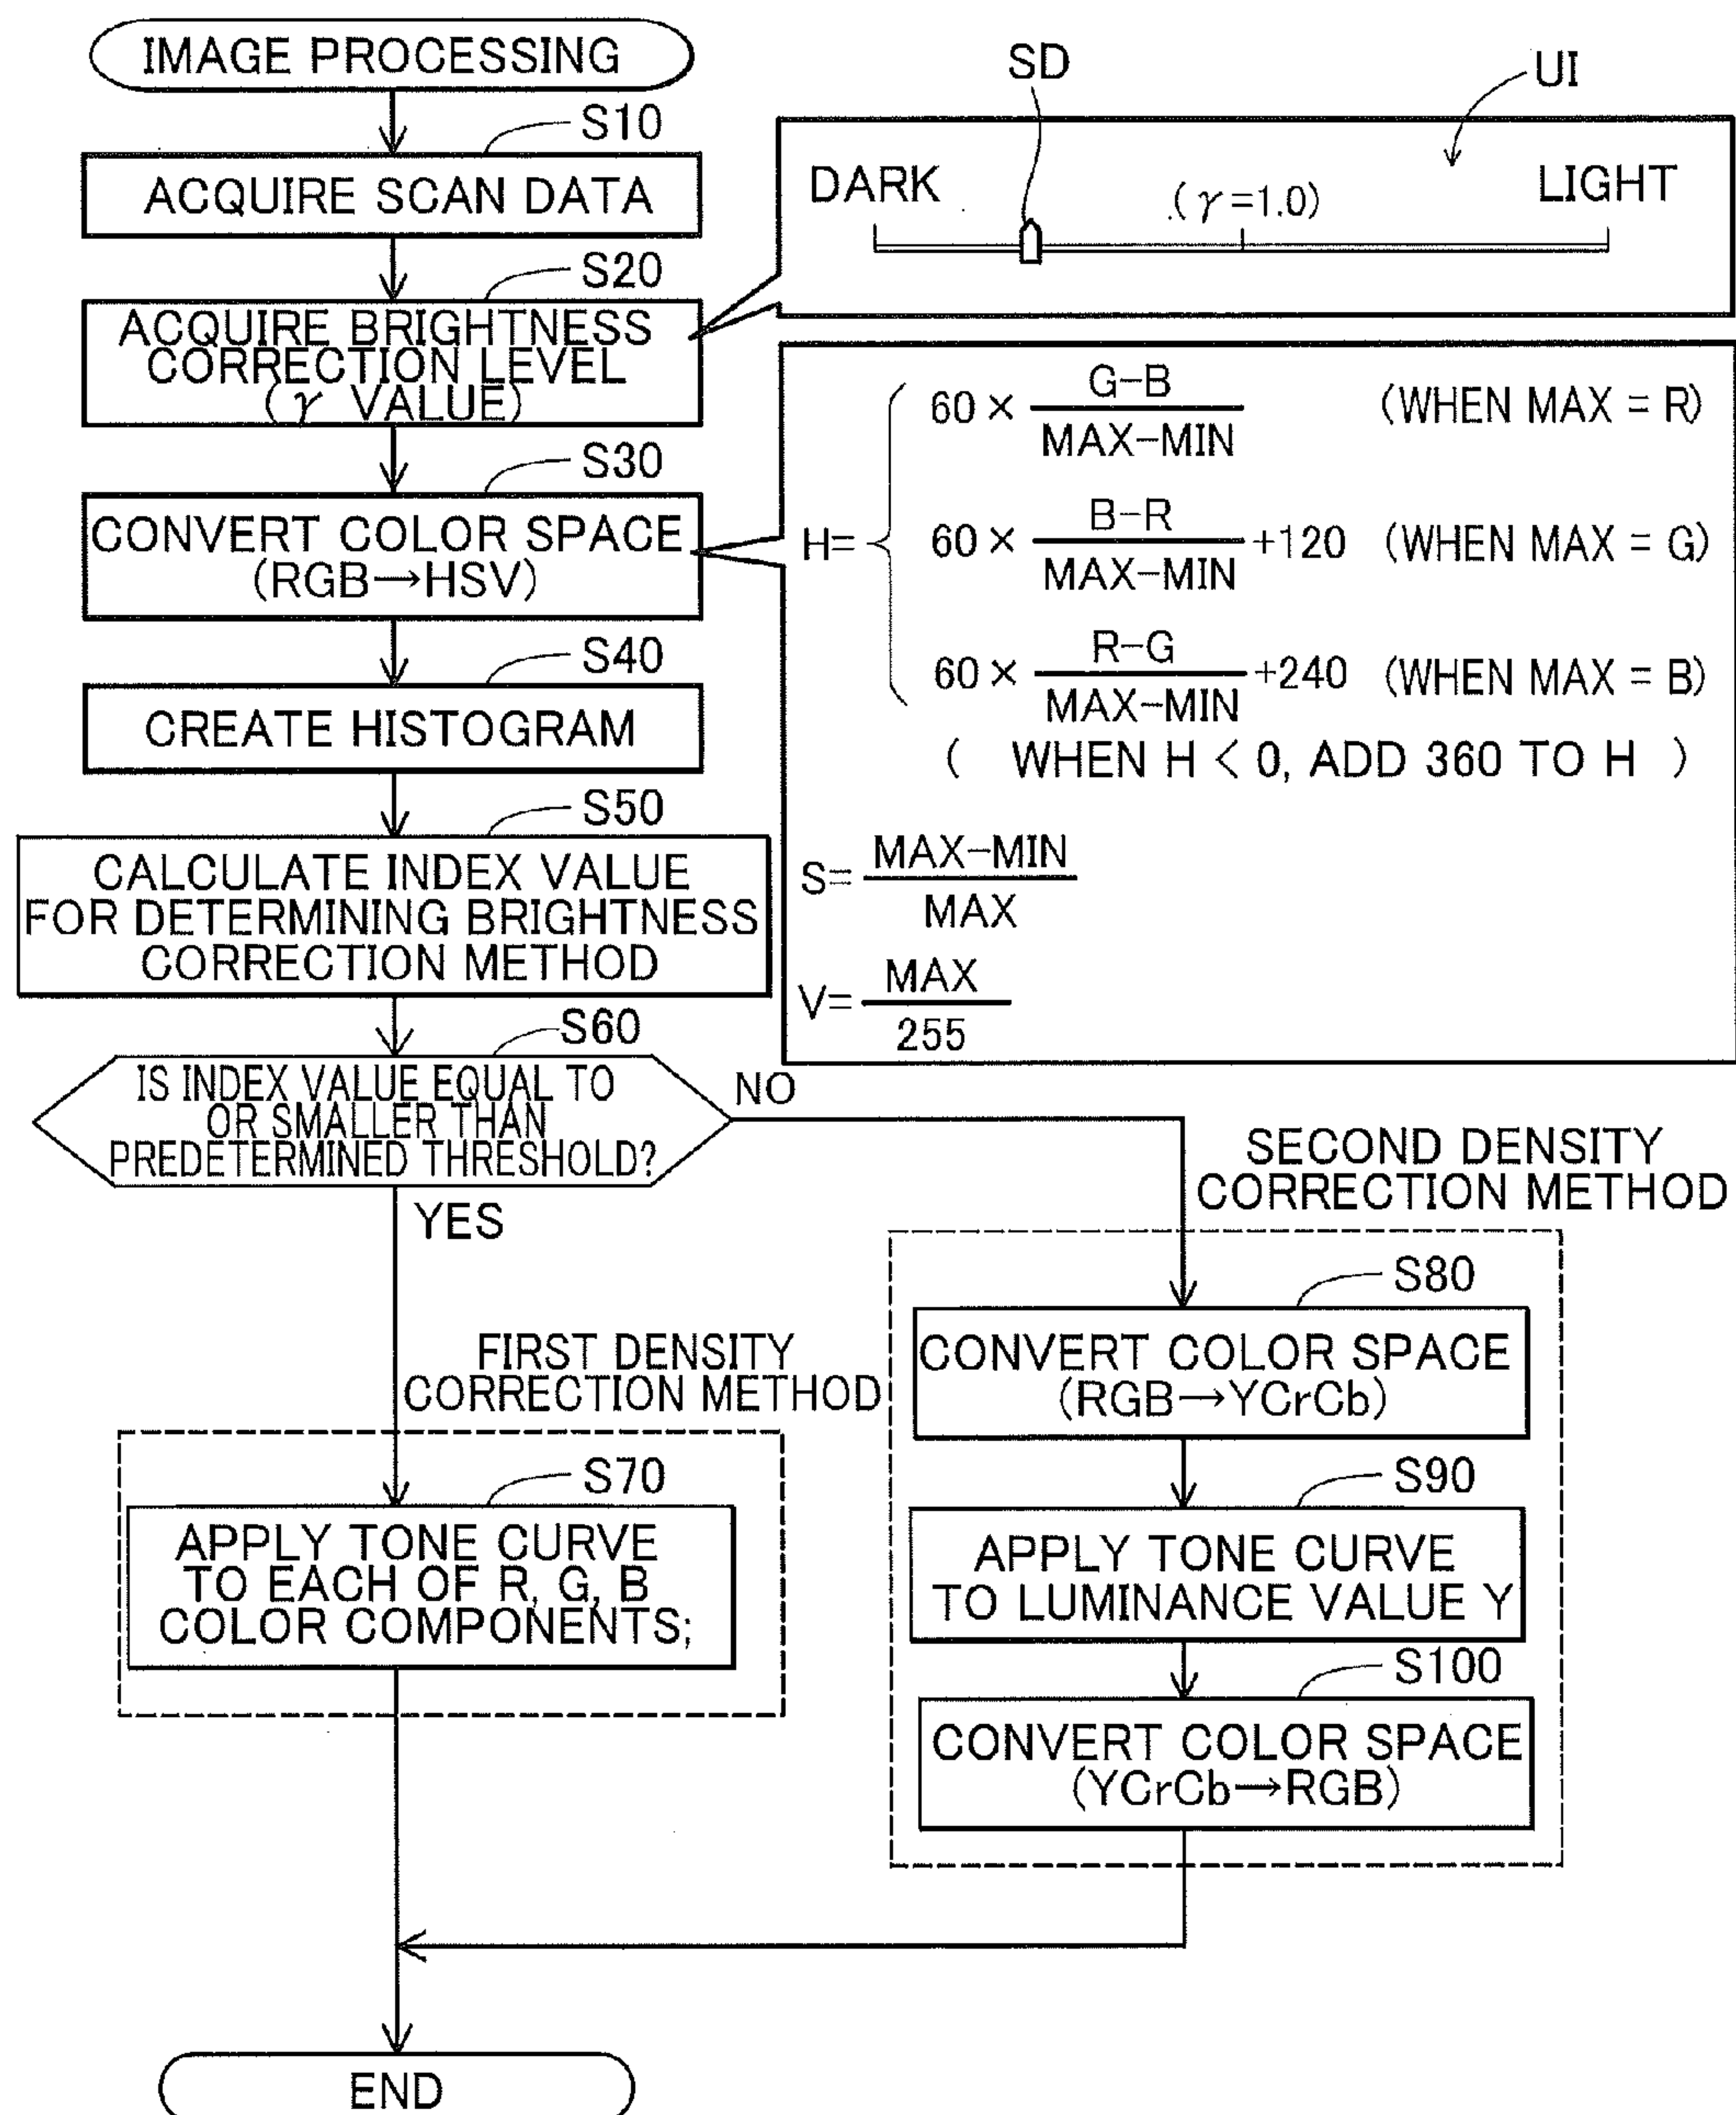 IMAGE PROCESSING
S10
ACQUIRE SCAN DATA
S20
ACQUIRE BRIGHTNESS
CORRECTION LEVEL
(γ VALUE)
SD
UI
DARK
(γ=1.0)
LIGHT
S30
CONVERT COLOR SPACE
(RGB→HSV)
H=
60 × G-B / MAX-MIN (WHEN MAX = R)
60 × B-R / MAX-MIN +120 (WHEN MAX = G)
60 × R-G / MAX-MIN +240 (WHEN MAX = B)
( WHEN H < 0, ADD 360 TO H )
S= MAX-MIN / MAX
V= MAX / 255
S40
CREATE HISTOGRAM
S50
CALCULATE INDEX VALUE
FOR DETERMINING BRIGHTNESS
CORRECTION METHOD
S60
IS INDEX VALUE EQUAL TO
OR SMALLER THAN
PREDETERMINED THRESHOLD?
NO
YES
FIRST DENSITY
CORRECTION METHOD
S70
APPLY TONE CURVE
TO EACH OF R, G, B
COLOR COMPONENTS;
SECOND DENSITY
CORRECTION METHOD
S80
CONVERT COLOR SPACE
(RGB→YCrCb)
S90
APPLY TONE CURVE
TO LUMINANCE VALUE Y
S100
CONVERT COLOR SPACE
(YCrCb→RGB)
END